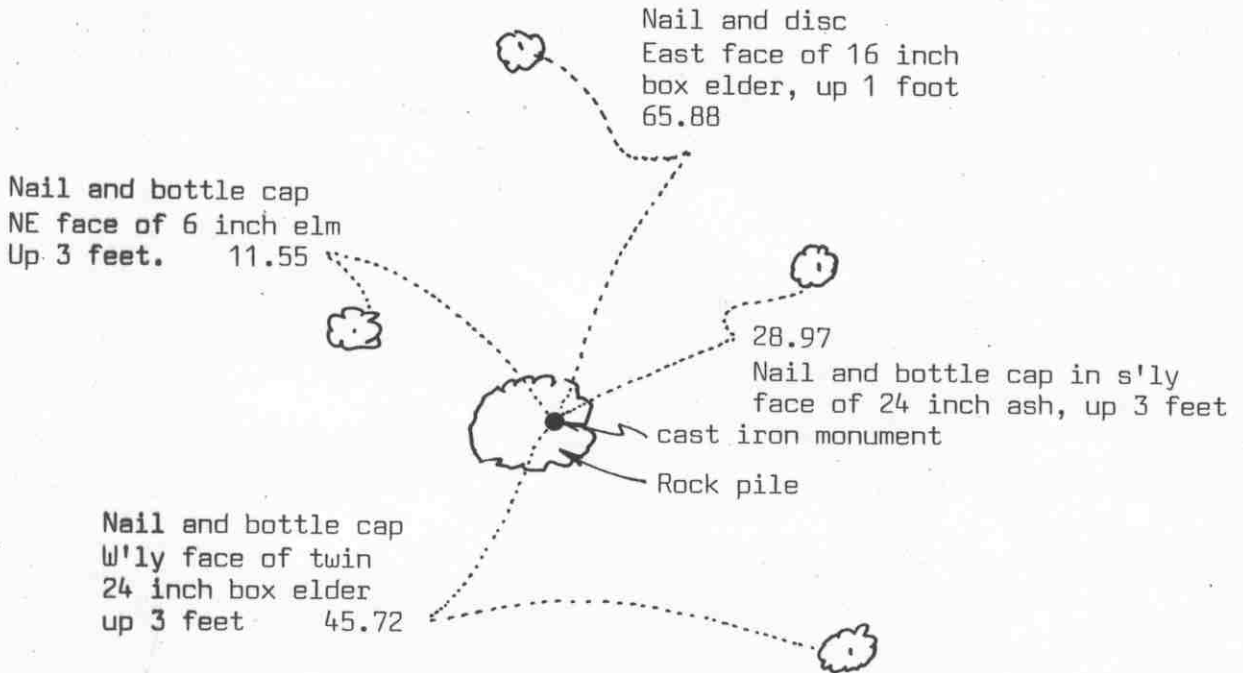 Nail and disc
East face of 16 inch
box elder, up 1 foot
65.88
Nail and bottle cap
NE face of 6 inch elm
Up 3 feet. 11.55
28.97
Nail and bottle cap in s'ly
face of 24 inch ash, up 3 feet
cast iron monument
Rock pile
Nail and bottle cap
W'ly face of twin
24 inch box elder
up 3 feet 45.72